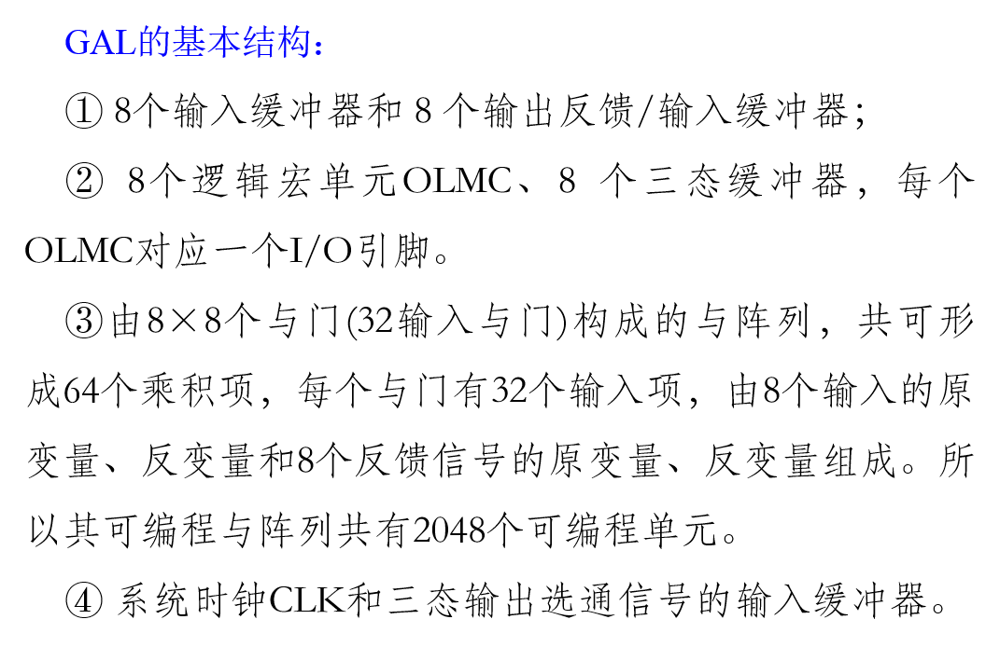 GAL的基本结构：
① 8个输入缓冲器和 8 个输出反馈/输入缓冲器；
② 8个逻辑宏单元OLMC、8 个三态缓冲器，每个
OLMC对应一个I/O引脚。
③由8×8个与门(32输入与门)构成的与阵列，共可形
成64个乘积项，每个与门有32个输入项，由8个输入的原
变量、反变量和8个反馈信号的原变量、反变量组成。所
以其可编程与阵列共有2048个可编程单元。
④ 系统时钟CLK和三态输出选通信号的输入缓冲器。